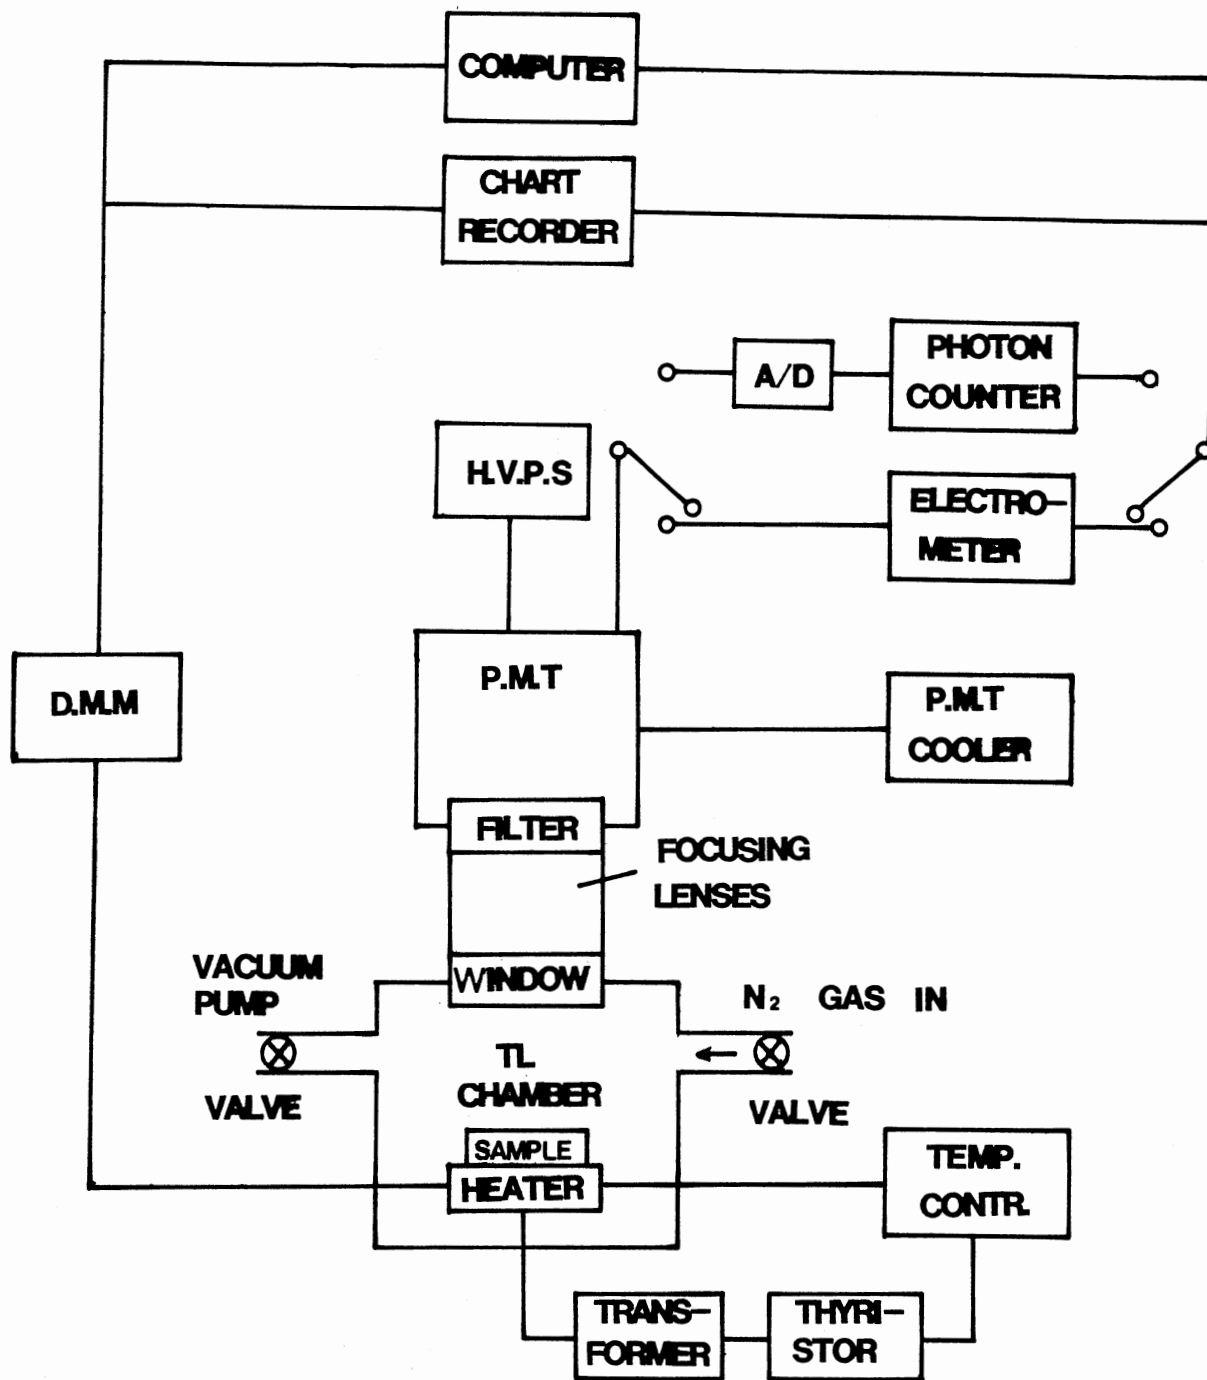 COMPUTER
CHART
RECORDER
A/D
PHOTON
COUNTER
H.V.P.S
ELECTRO-
METER
P.M.T
D.M.M
P.M.T
COOLER
FILTER
FOCUSING
LENSES
VACUUM
PUMP
WINDOW
N₂ GAS IN
TL
CHAMBER
VALVE
VALVE
SAMPLE
HEATER
TEMP.
CONTR.
TRANS-
FORMER
THYRI-
STOR